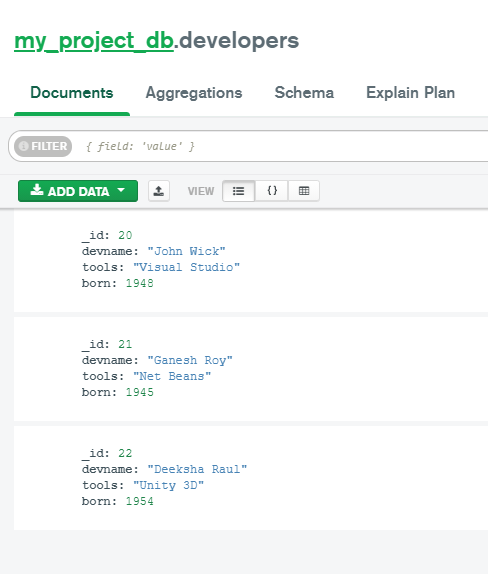 my_project_db.developers
Documents Aggregations Schema Explain Plan
FILTER { field: 'value' }
ADD DATA VIEW { }
_id: 20
devname: "John Wick"
tools: "Visual Studio"
born: 1948
_id: 21
devname: "Ganesh Roy"
tools: "Net Beans"
born: 1945
_id: 22
devname: "Deeksha Raul"
tools: "Unity 3D"
born: 1954